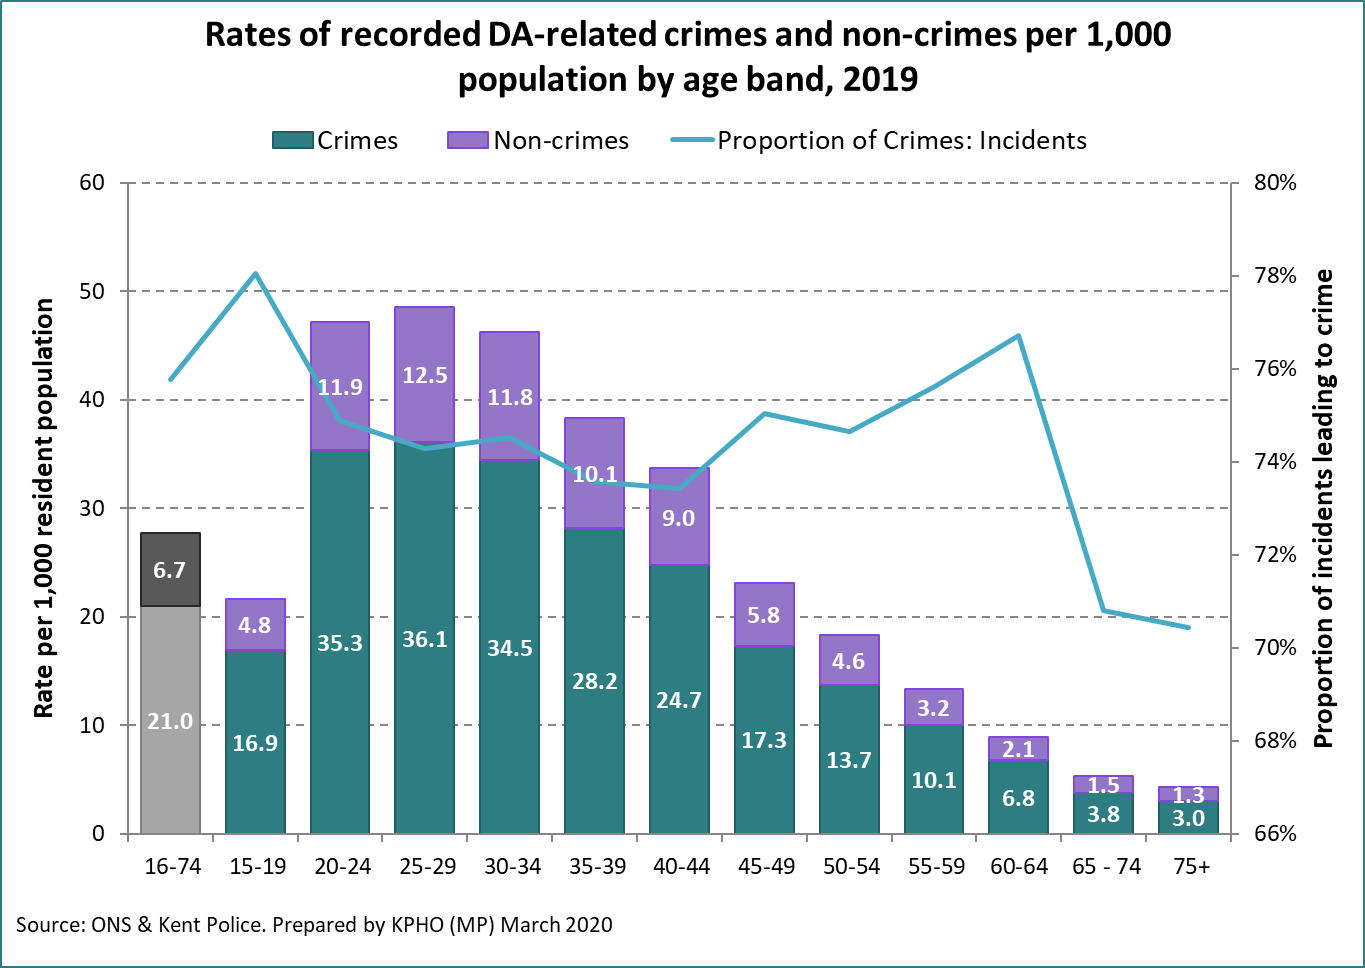 Rates of recorded DA-related crimes and non-crimes per 1,000
population by age band, 2019
Crimes Non-crimes Proportion of Crimes: Incidents
Rate per 1,000 resident population
60
50
40
30
20
10
0
80%
78%
76%
74%
72%
70%
68%
66%
Proportion of incidents leading to crime
6.7 4.8 11.9 12.5 11.8 10.1 9.0 5.8 4.6 3.2 2.1 1.5 1.3
21.0 16.9 35.3 36.1 34.5 28.2 24.7 17.3 13.7 10.1 6.8 3.8 3.0
16-74 15-19 20-24 25-29 30-34 35-39 40-44 45-49 50-54 55-59 60-64 65 - 74 75+
Source: ONS & Kent Police. Prepared by KPHO (MP) March 2020